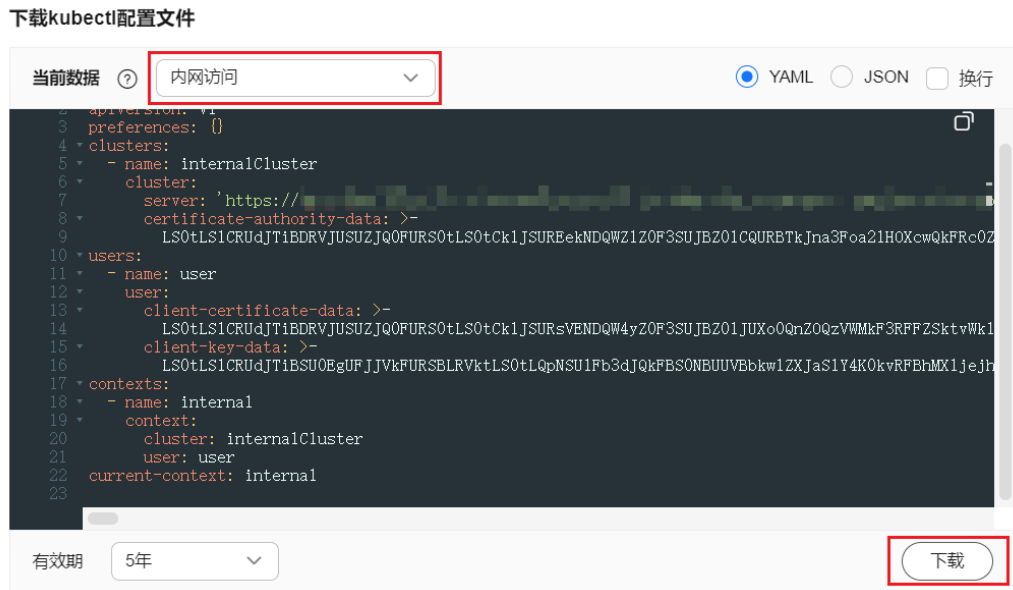 下载kubectl配置文件
当前数据 ? 内网访问 YAML JSON 换行
2 apiVersion: v1
3 preferences: {}
4 clusters:
5 - name: internalCluster
6 cluster:
7 server: 'https://
8 certificate-authority-data: >-
9
10 users:
11 - name: user
12 user:
13 client-certificate-data: >-
14
15 client-key-data: >-
16
17 contexts:
18 - name: internal
19 context:
20 cluster: internalCluster
21 user: user
22 current-context: internal
23
有效期 5年 下载